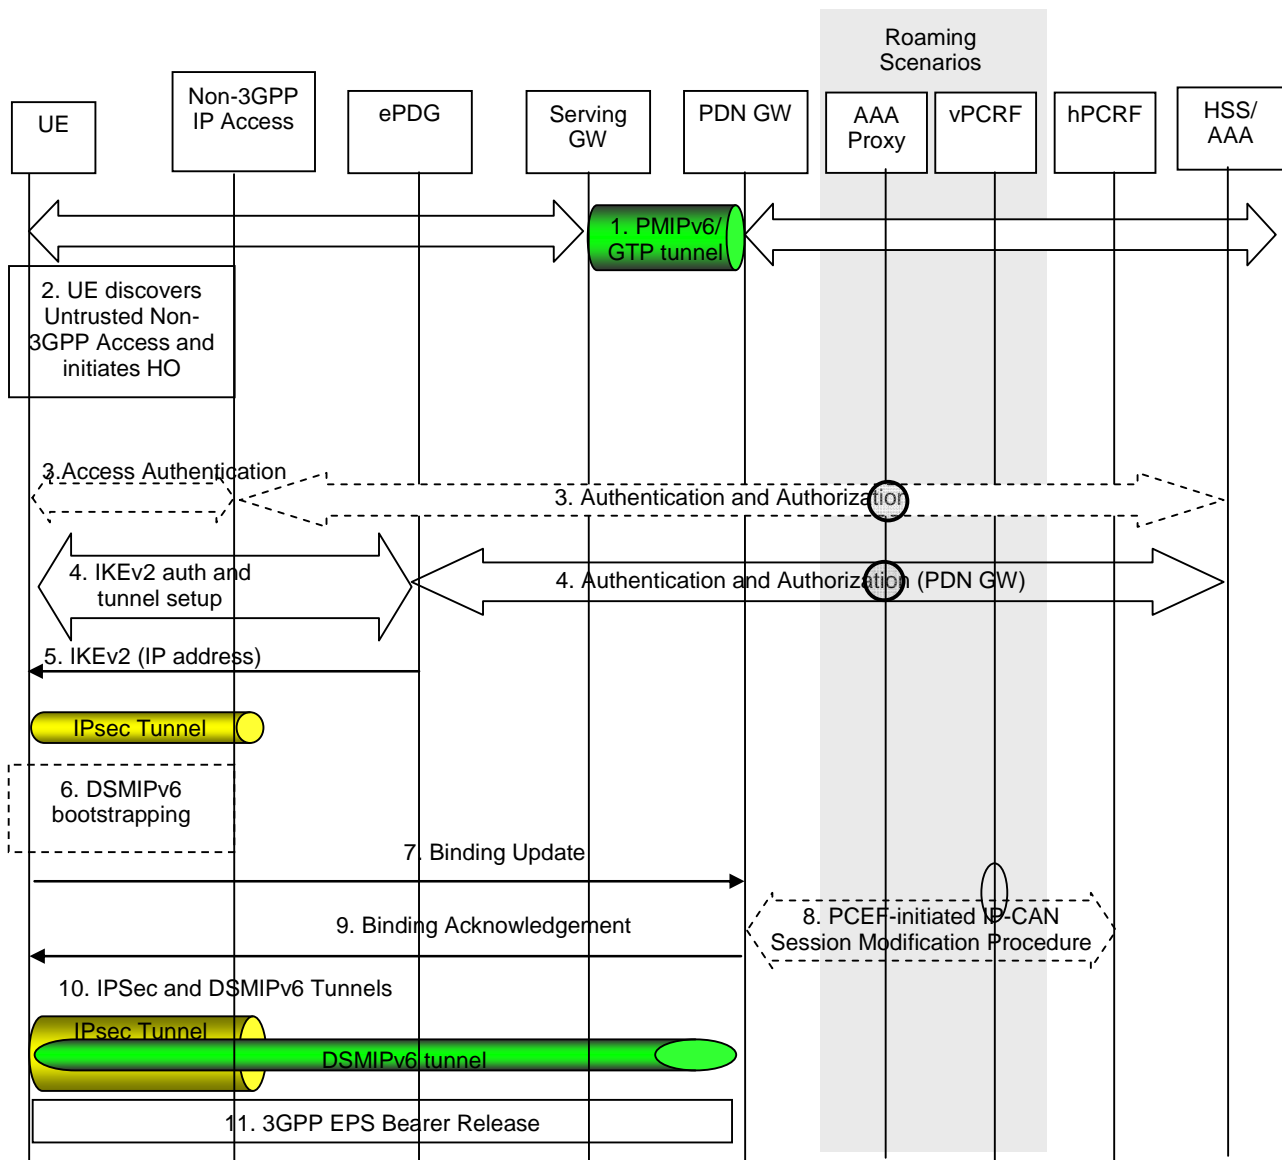 Roaming
Scenarios
UE
Non-3GPP
IP Access
ePDG
Serving
GW
PDN GW
AAA
Proxy
vPCRF
hPCRF
HSS/
AAA
1. PMIPv6/
GTP tunnel
2. UE discovers
Untrusted Non-
3GPP Access and
initiates HO
3.Access Authentication
3. Authentication and Authorization
4. IKEv2 auth and
tunnel setup
4. Authentication and Authorization (PDN GW)
5. IKEv2 (IP address)
IPsec Tunnel
6. DSMIPv6
bootstrapping
7. Binding Update
8. PCEF-initiated IP-CAN
Session Modification Procedure
9. Binding Acknowledgement
10. IPSec and DSMIPv6 Tunnels
IPsec Tunnel
DSMIPv6 tunnel
11. 3GPP EPS Bearer Release